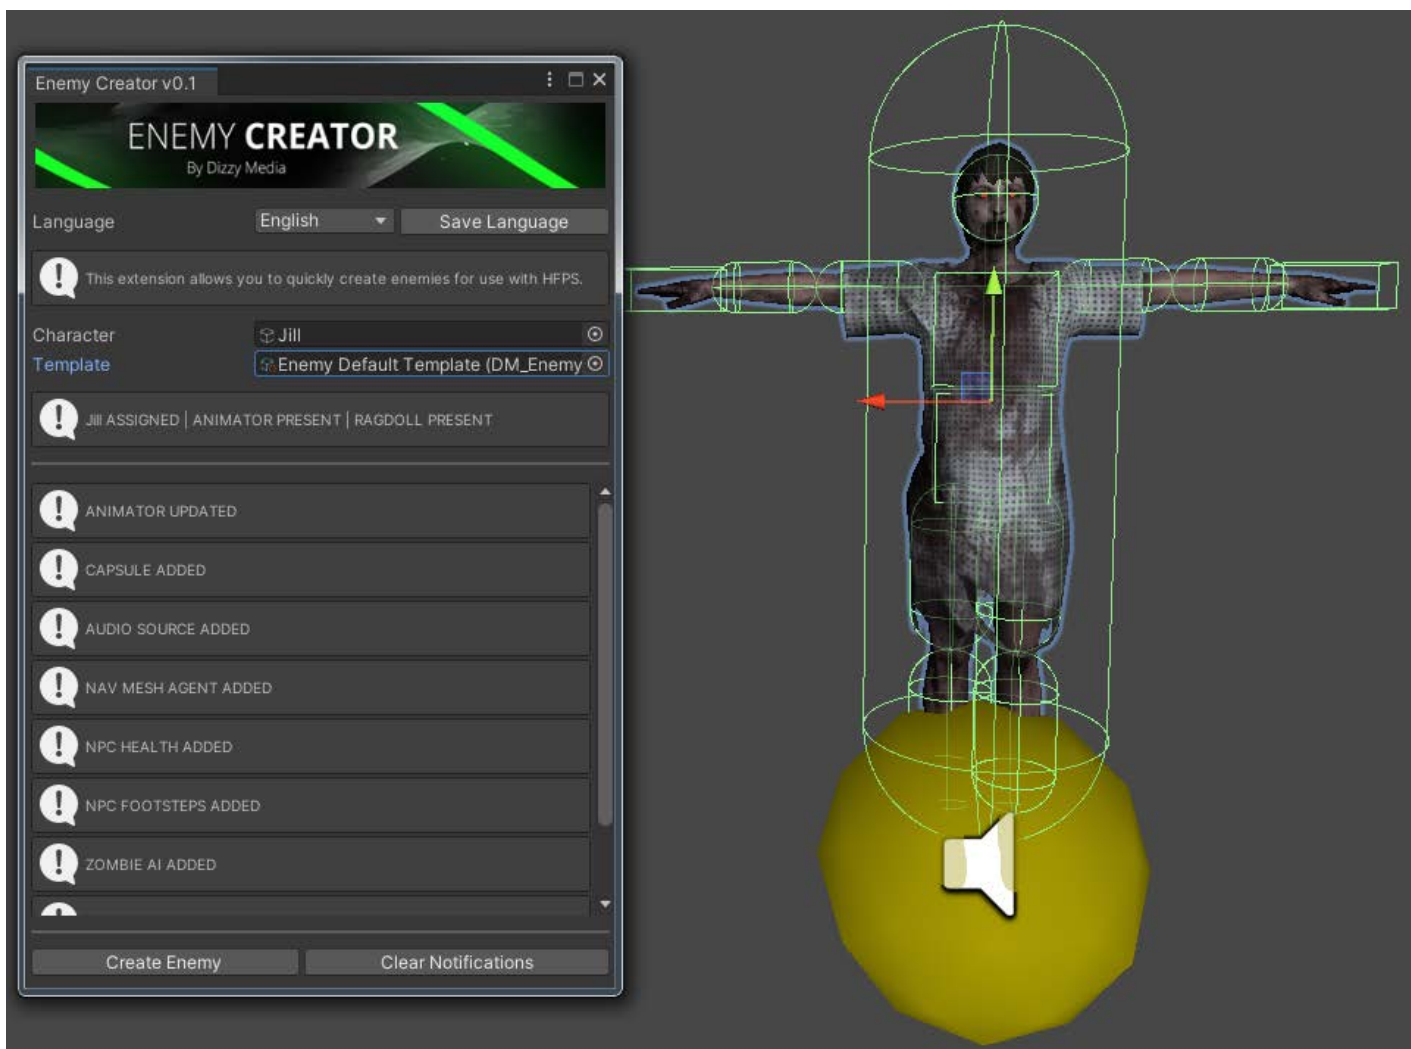 Enemy Creator v0.1
ENEMY CREATOR
By Dizzy Media
Language English Save Language
This extension allows you to quickly create enemies for use with HFPS.
Character Jill
Template Enemy Default Template (DM_Enemy
Jill ASSIGNED | ANIMATOR PRESENT | RAGDOLL PRESENT
ANIMATOR UPDATED
CAPSULE ADDED
AUDIO SOURCE ADDED
NAV MESH AGENT ADDED
NPC HEALTH ADDED
NPC FOOTSTEPS ADDED
ZOMBIE AI ADDED
Create Enemy Clear Notifications